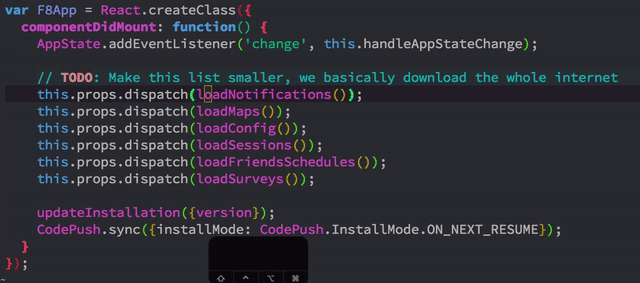 var F8App = React.createClass({
componentDidMount: function() {
AppState.addEventListener('change', this.handleAppStateChange);
// TODO: Make this list smaller, we basically download the whole internet
this.props.dispatch(loadNotifications());
this.props.dispatch(loadMaps());
this.props.dispatch(loadConfig());
this.props.dispatch(loadSessions());
this.props.dispatch(loadFriendsSchedules());
this.props.dispatch(loadSurveys());
updateInstallation({version});
CodePush.sync({installMode: CodePush.InstallMode.ON_NEXT_RESUME});
}
});
~
⇧ ^ ⌥ ⌘